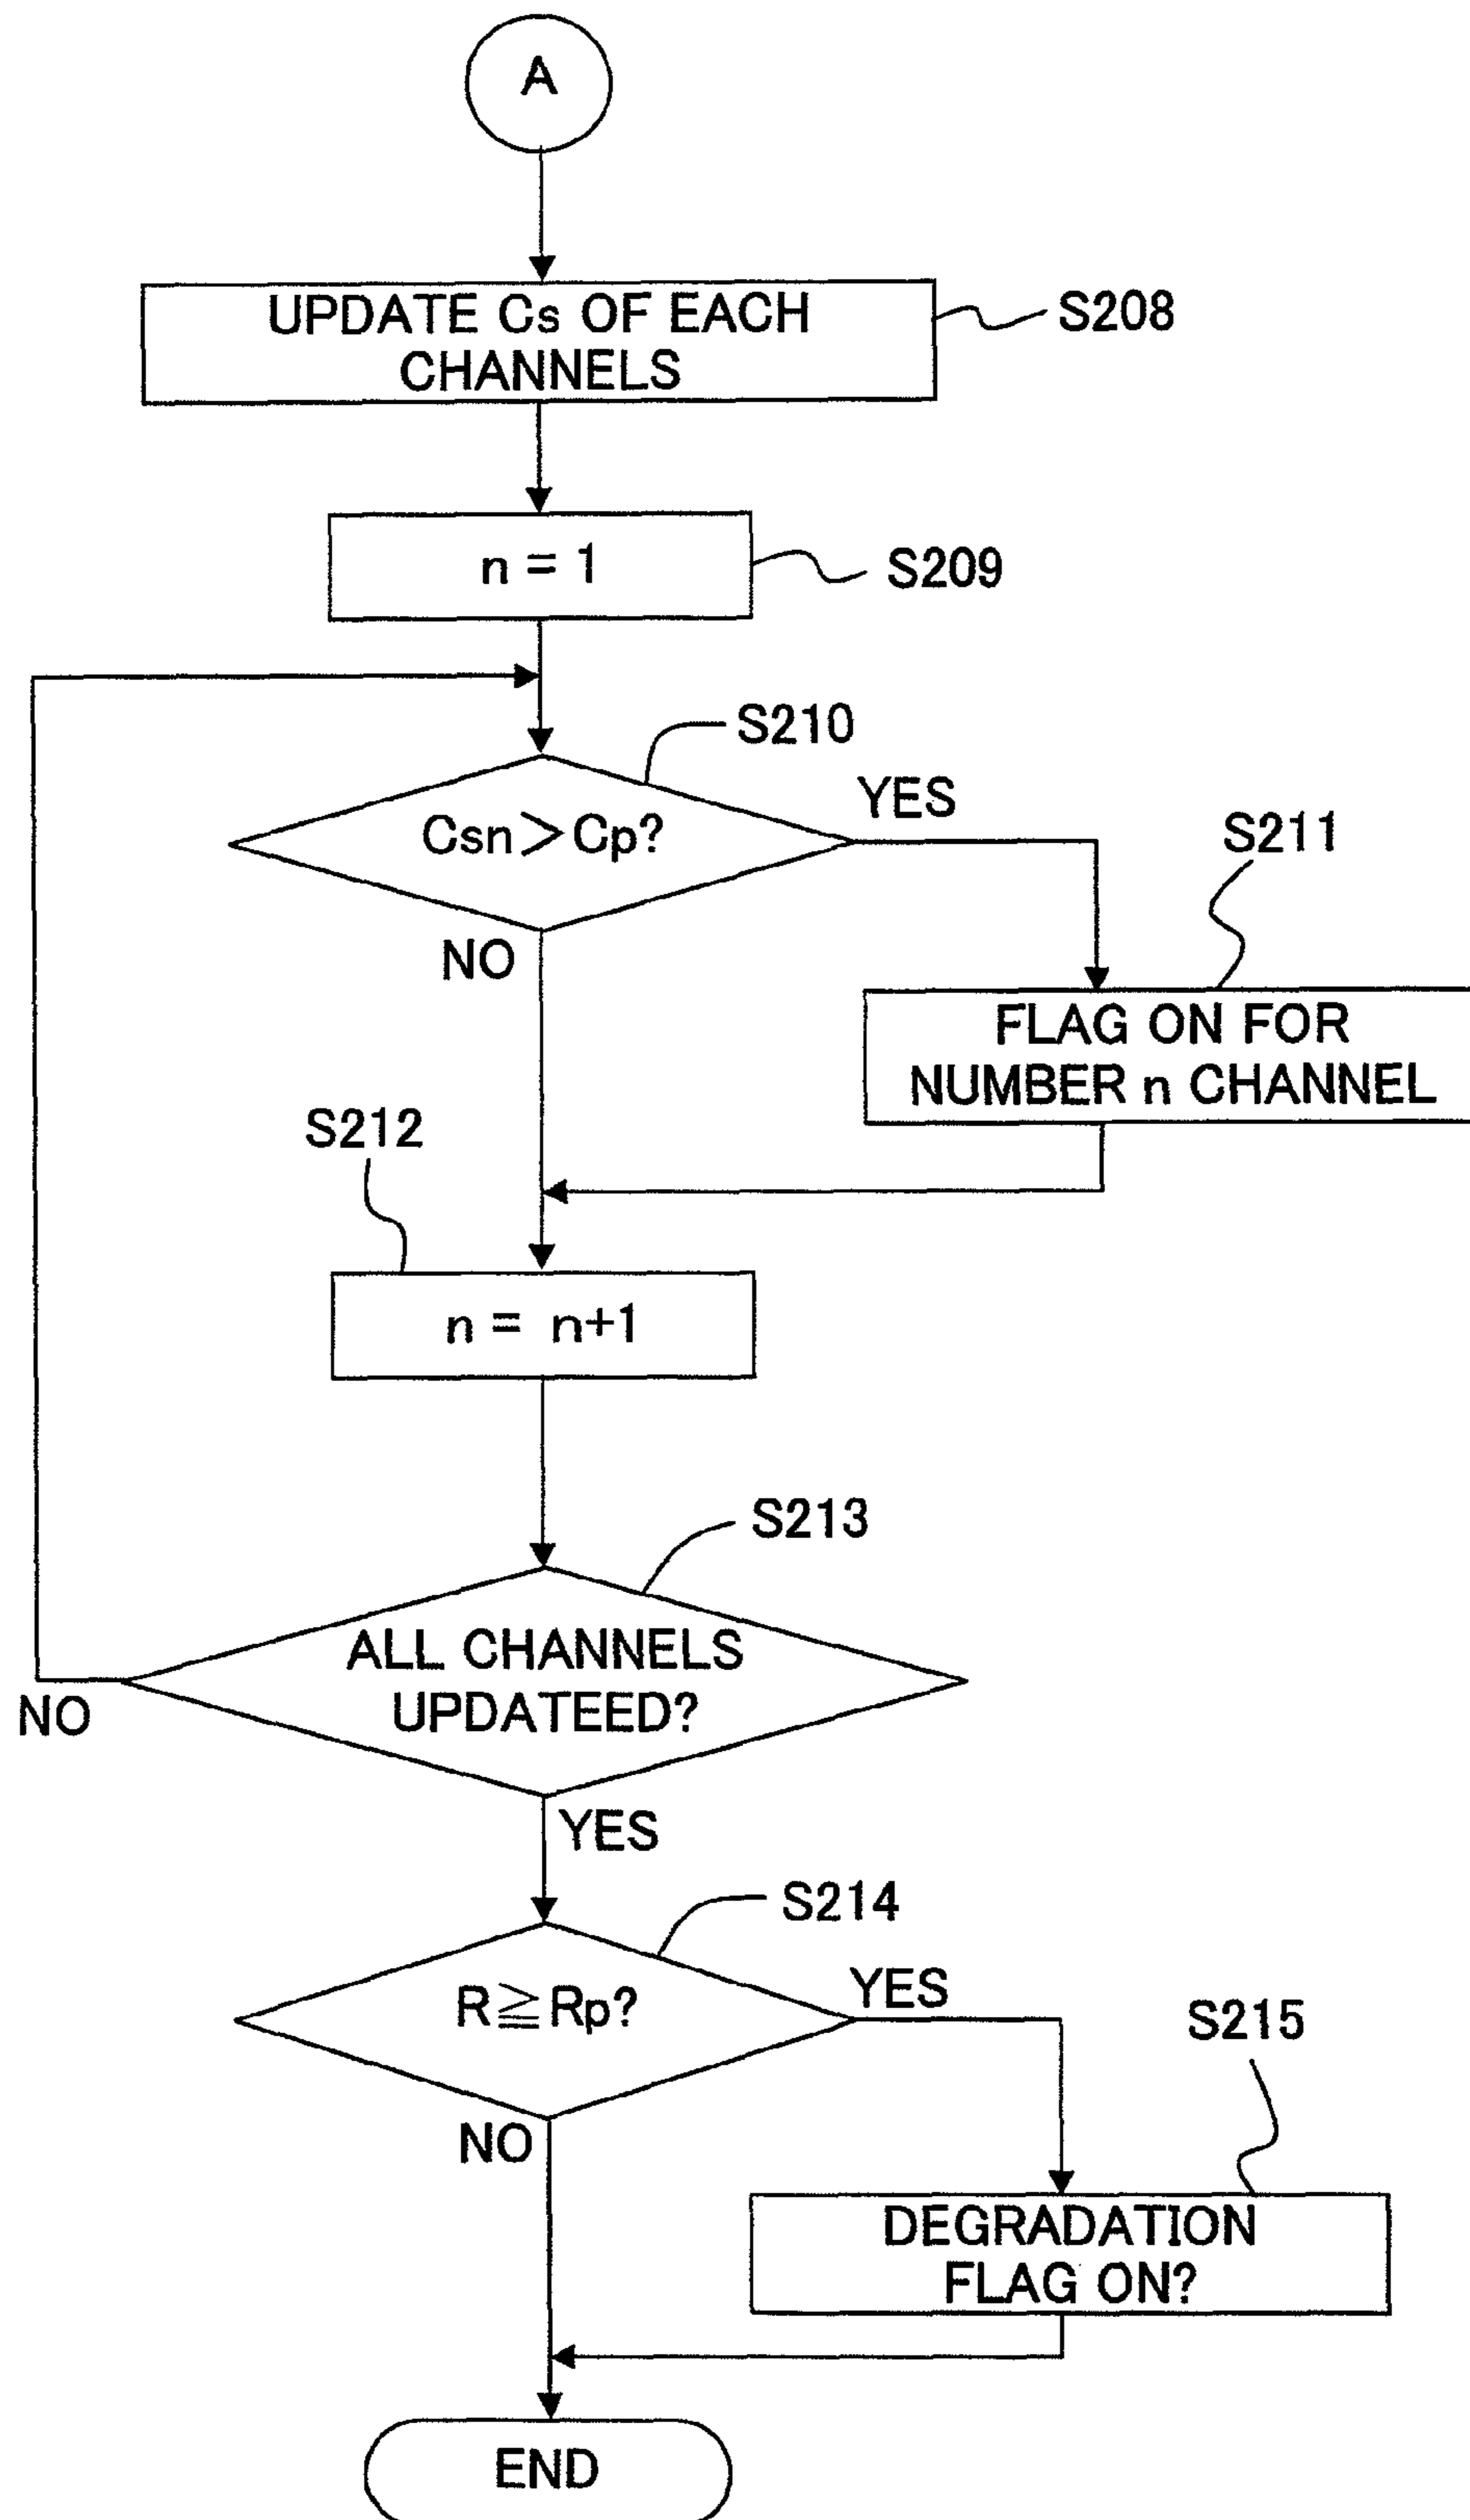 A
UPDATE Cs OF EACH
CHANNELS
S208
n = 1
S209
S210
Csn>Cp?
YES
S211
NO
FLAG ON FOR
NUMBER n CHANNEL
S212
n = n+1
S213
ALL CHANNELS
UPDATEED?
NO
YES
S214
R≧Rp?
YES
S215
NO
DEGRADATION
FLAG ON?
END